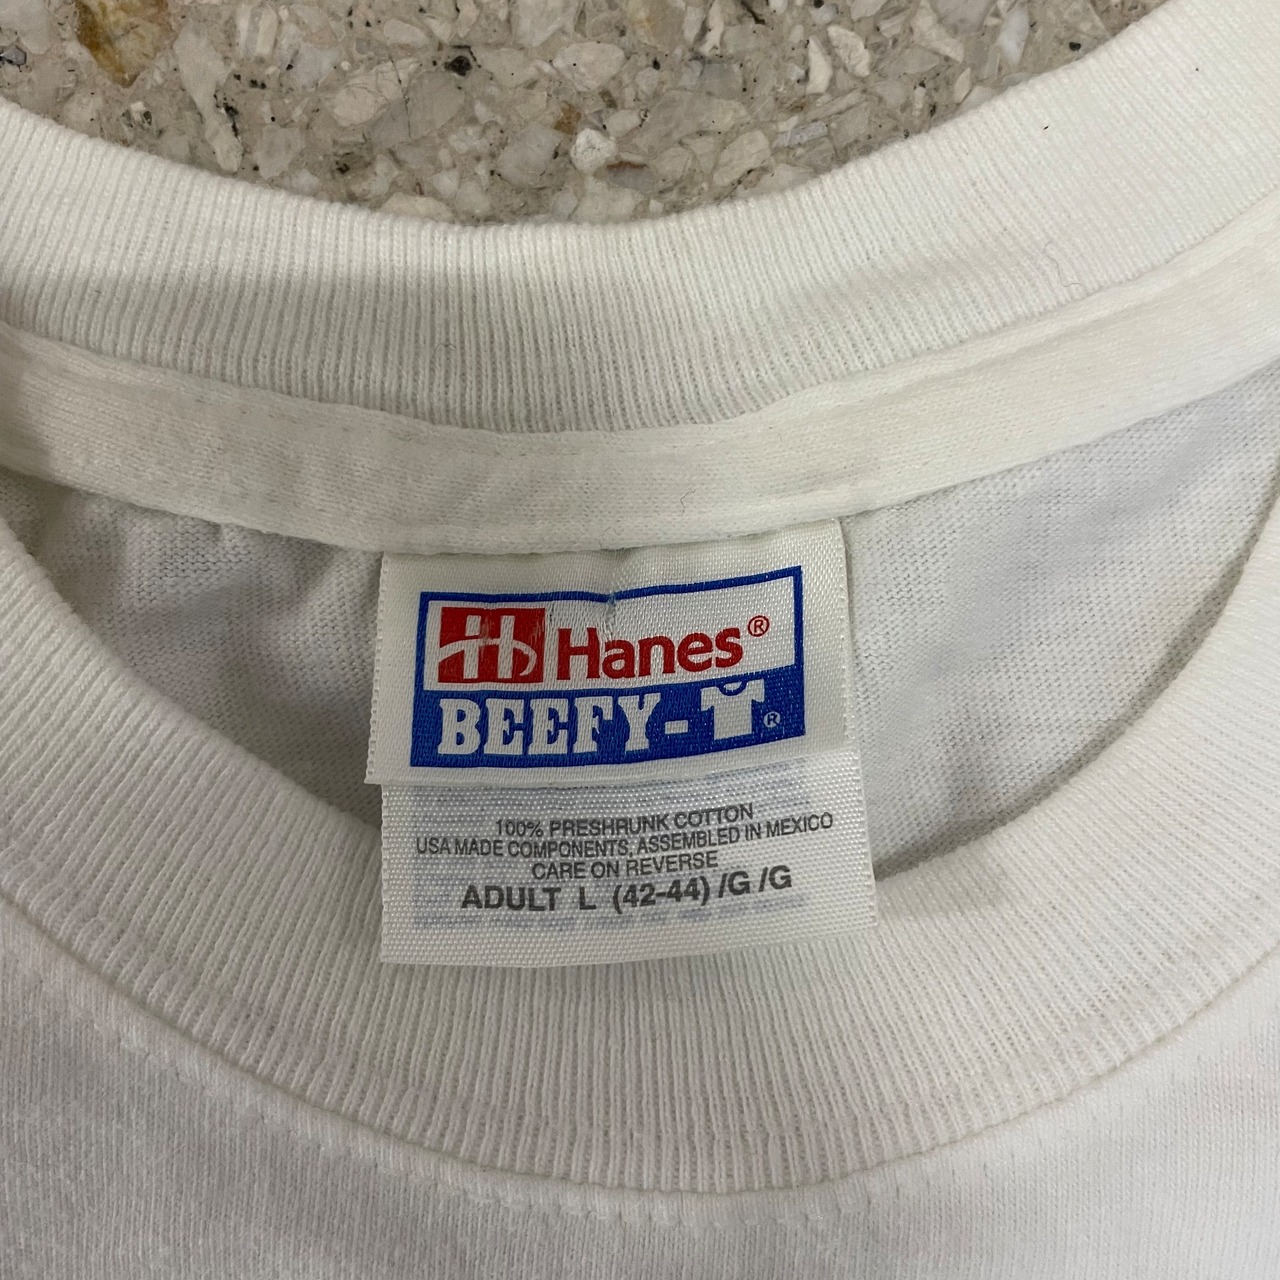 Hanes®
BEEFY-T®
100% PRESHRUNK COTTON
USA MADE COMPONENTS, ASSEMBLED IN MEXICO
CARE ON REVERSE
ADULT L (42-44) /G /G